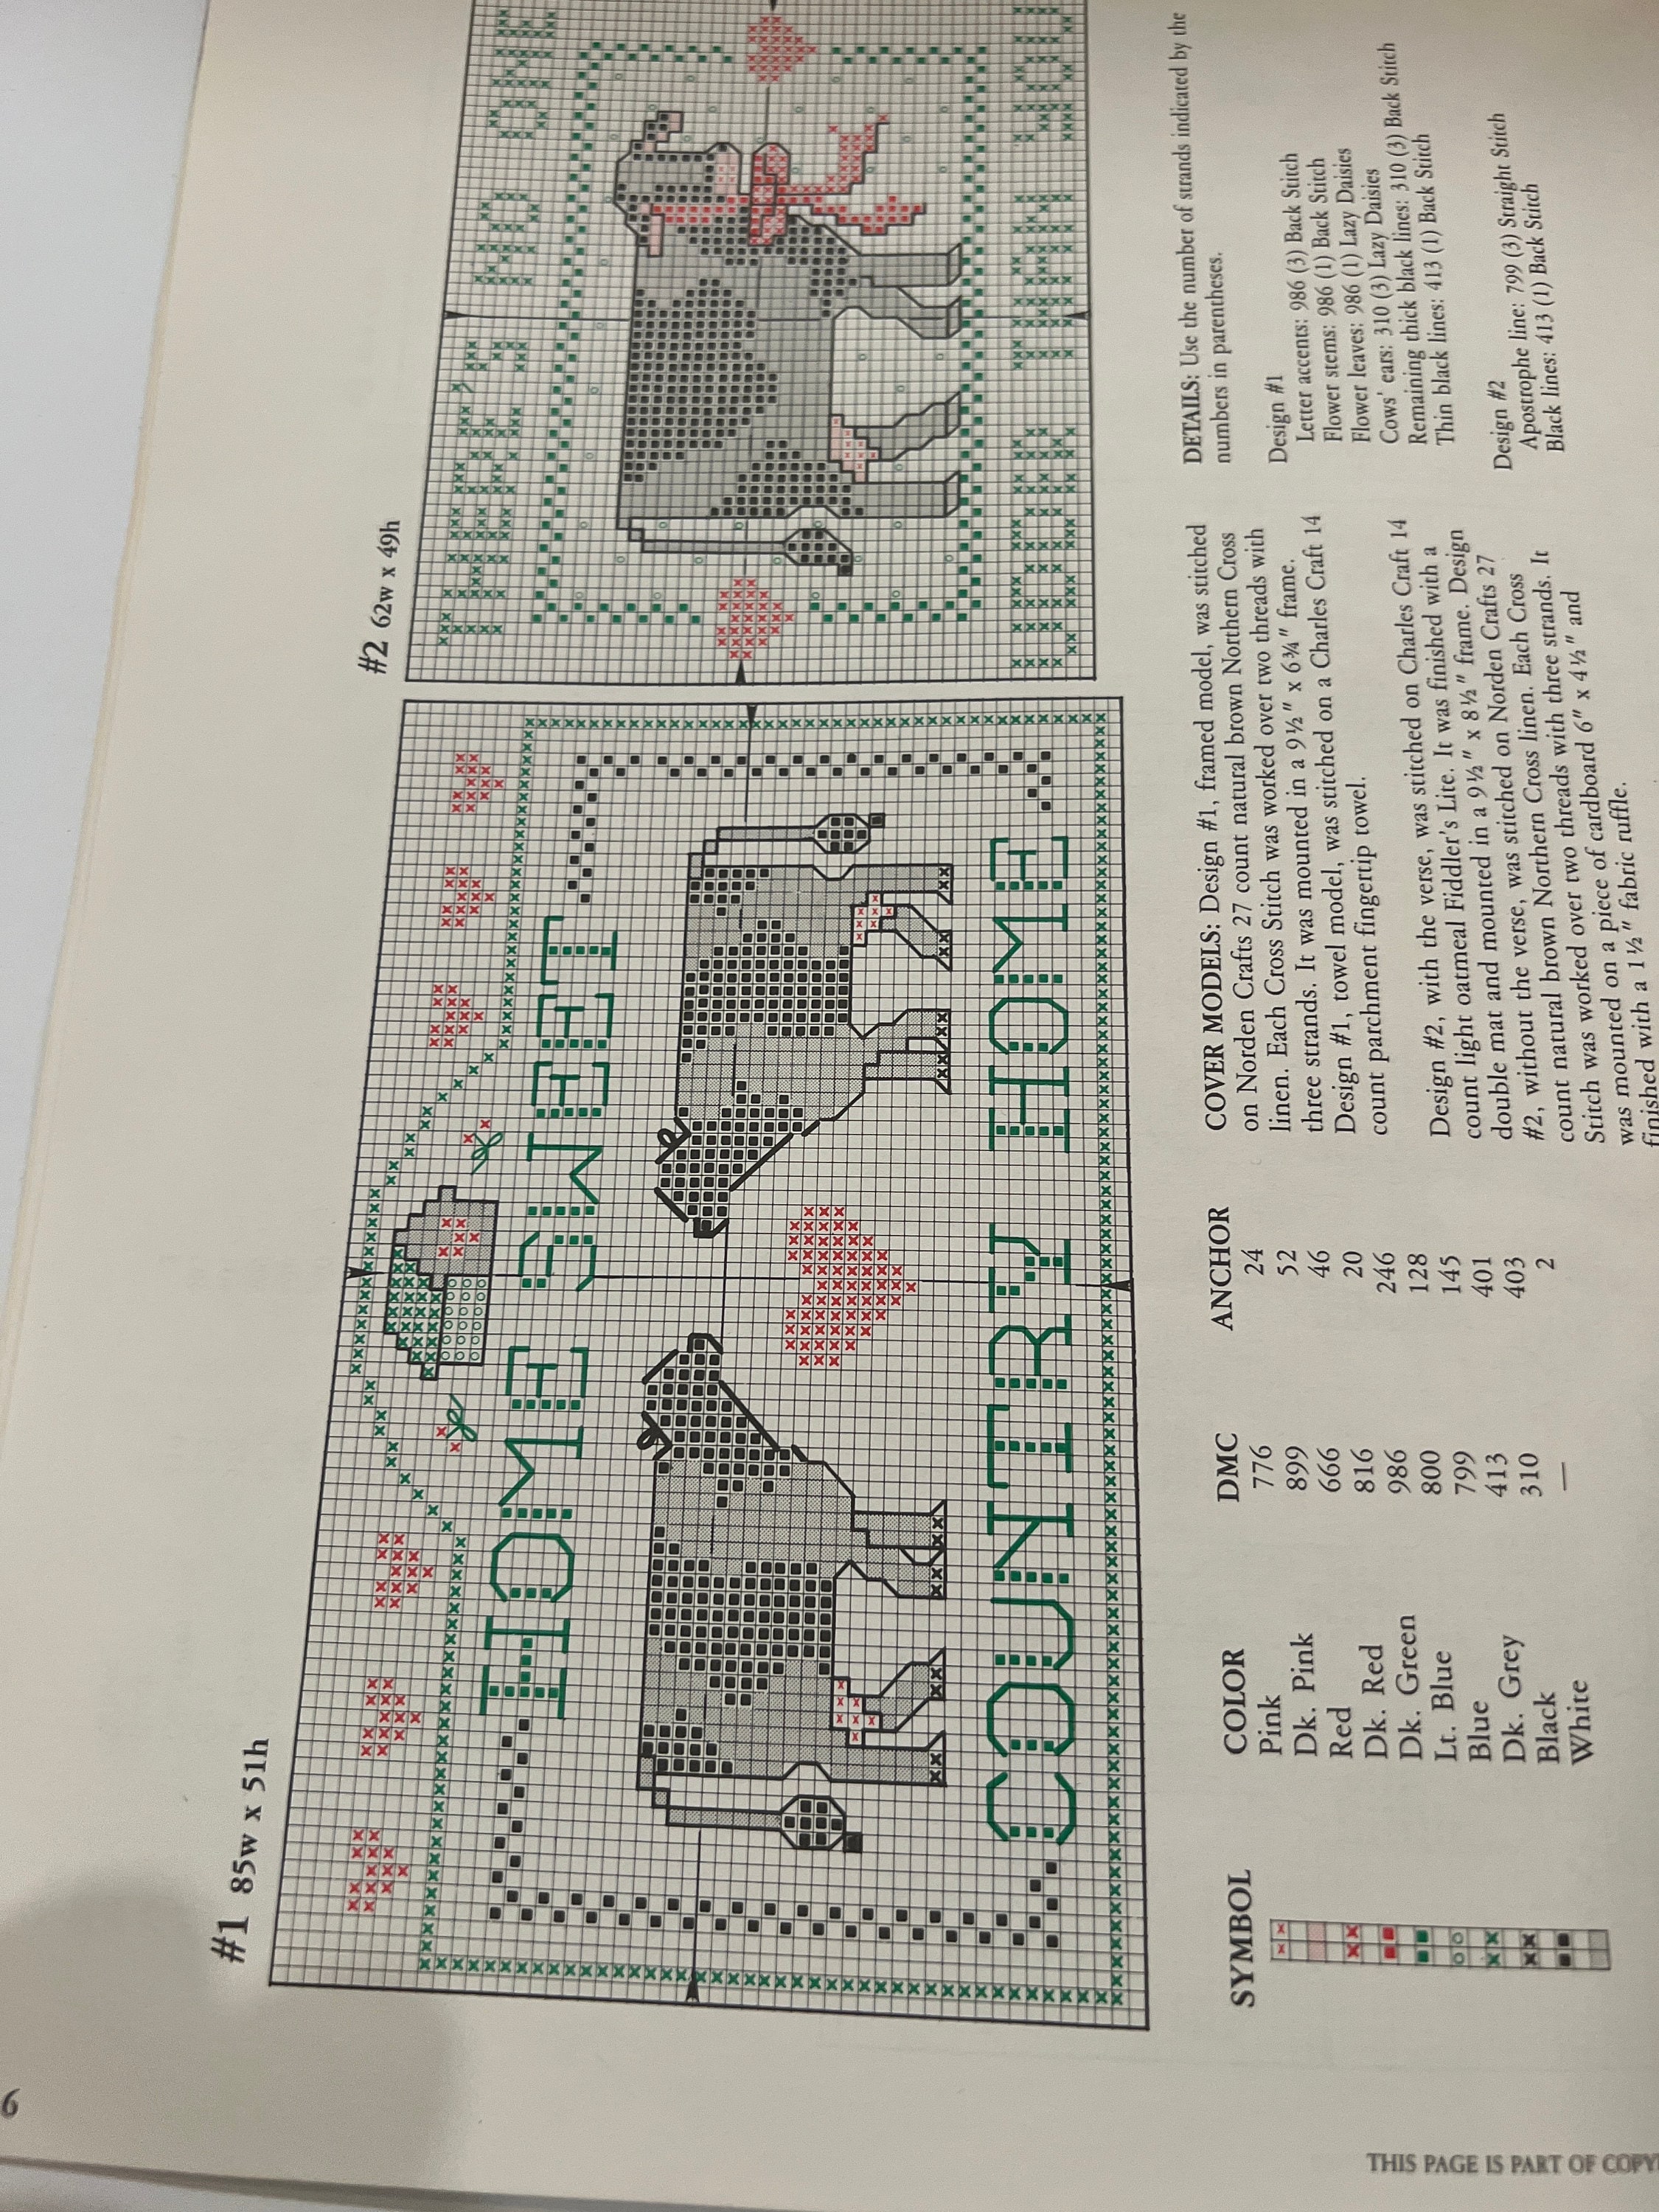 6
#1 85w x 51h
HOME SWEET
COUNTRY HOME
#2 62w x 49h
SYMBOL COLOR DMC ANCHOR
Pink 776 24
Dk. Pink 899 52
Red 666 46
Dk. Red 816 20
Dk. Green 986 246
Lt. Blue 800 128
Blue 799 145
Dk. Grey 413 401
Black 310 403
White — 2
COVER MODELS: Design #1, framed model, was stitched
on Norden Crafts 27 count natural brown Northern Cross
linen. Each Cross Stitch was worked over two threads with
three strands. It was mounted in a 9½" x 6¾" frame.
Design #1, towel model, was stitched on a Charles Craft 14
count parchment fingertip towel.
Design #2, with the verse, was stitched on Charles Craft 14
count light oatmeal Fiddler's Lite. It was finished with a
double mat and mounted in a 9½" x 8½" frame. Design
#2, without the verse, was stitched on Norden Crafts 27
count natural brown Northern Cross linen. Each Cross
Stitch was worked over two threads with three strands. It
was mounted on a piece of cardboard 6" x 4½" and
finished with a 1½" fabric ruffle.
DETAILS: Use the number of strands indicated by the
numbers in parentheses.
Design #1
Letter accents: 986 (3) Back Stitch
Flower stems: 986 (1) Back Stitch
Flower leaves: 986 (1) Lazy Daisies
Cows' ears: 310 (3) Lazy Daisies
Remaining thick black lines: 310 (3) Back Stitch
Thin black lines: 413 (1) Back Stitch
Design #2
Apostrophe line: 799 (3) Straight Stitch
Black lines: 413 (1) Back Stitch
THIS PAGE IS PART OF